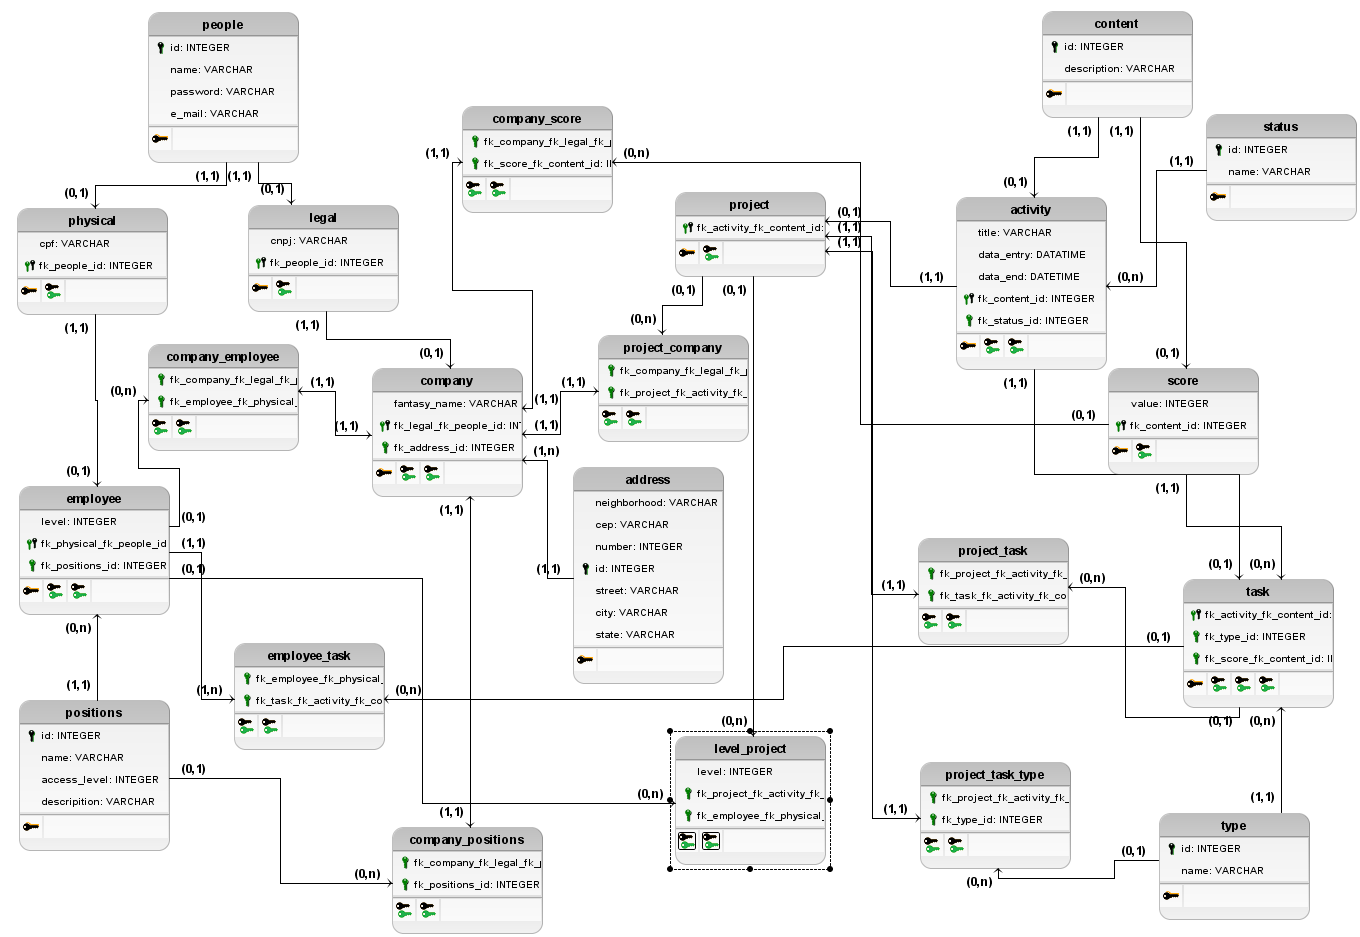 people
id: INTEGER
name: VARCHAR
password: VARCHAR
e_mail: VARCHAR
content
id: INTEGER
description: VARCHAR
status
id: INTEGER
name: VARCHAR
company_score
fk_company_fk_legal_fk_
fk_score_fk_content_id: I
(1,1)
(0,n)
(1,1)
(1,1)
(1,1)
(1,1)
(1,1)
(0,1)
(0,1)
(0,1)
physical
cpf: VARCHAR
fk_people_id: INTEGER
legal
cnpj: VARCHAR
fk_people_id: INTEGER
project
fk_activity_fk_content_id:
(0,1)
(1,1)
(1,1)
(1,1)
activity
title: VARCHAR
data_entry: DATATIME
data_end: DATETIME
fk_content_id: INTEGER
fk_status_id: INTEGER
(0,n)
(1,1)
(1,1)
(0,1)
(0,1)
(0,n)
(0,1)
(0,1)
(1,1)
company_employee
fk_company_fk_legal_fk_
fk_employee_fk_physical_
(0,n)
(1,1)
(1,1)
company
fantasy_name: VARCHAR
fk_legal_fk_people_id: INT
fk_address_id: INTEGER
(1,1)
(1,1)
(1,n)
(1,1)
project_company
fk_company_fk_legal_fk_
fk_project_fk_activity_fk_
score
value: INTEGER
fk_content_id: INTEGER
(0,1)
(1,1)
(0,1)
employee
level: INTEGER
fk_physical_fk_people_id
fk_positions_id: INTEGER
(0,1)
(1,1)
(0,1)
(0,n)
(1,1)
address
neighborhood: VARCHAR
cep: VARCHAR
number: INTEGER
id: INTEGER
street: VARCHAR
city: VARCHAR
state: VARCHAR
(1,1)
(1,1)
project_task
fk_project_fk_activity_fk_
fk_task_fk_activity_fk_co
(1,1)
(0,n)
(0,1)
(0,n)
task
fk_activity_fk_content_id:
fk_type_id: INTEGER
fk_score_fk_content_id: I
(0,1)
(0,1)
(0,n)
employee_task
fk_employee_fk_physical_
fk_task_fk_activity_fk_co
(1,n)
(0,n)
positions
id: INTEGER
name: VARCHAR
access_level: INTEGER
descripition: VARCHAR
(0,1)
(0,n)
level_project
level: INTEGER
fk_project_fk_activity_fk_
fk_employee_fk_physical_
(0,n)
project_task_type
fk_project_fk_activity_fk_
fk_type_id: INTEGER
(1,1)
(0,n)
(0,1)
(1,1)
type
id: INTEGER
name: VARCHAR
(1,1)
company_positions
fk_company_fk_legal_fk_
fk_positions_id: INTEGER
(0,n)